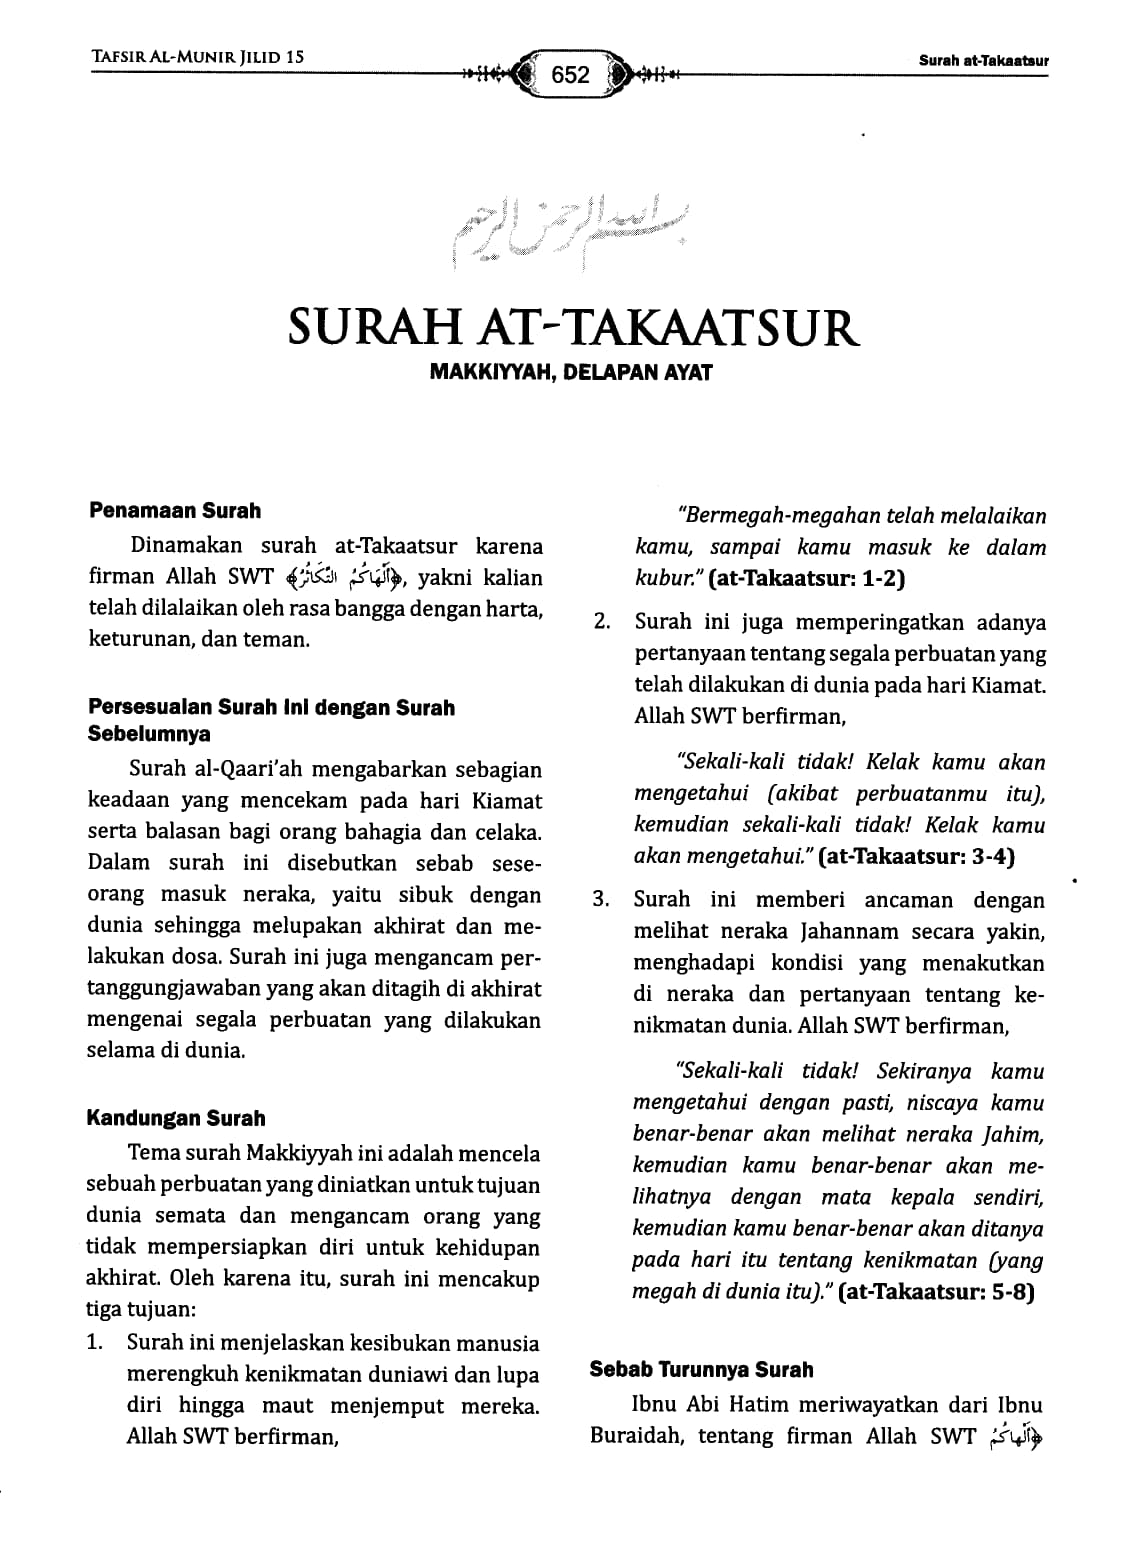 TAFSIR AL-MUNIR JILID 15
652
Surah at-Takaatsur
بسم الله الرحمن الرحيم
SURAH AT-TAKAATSUR
MAKKIYYAH, DELAPAN AYAT
Penamaan Surah
Dinamakan surah at-Takaatsur karena
firman Allah SWT ﴿أَلْهَاكُمُ التَّكَاثُرُ﴾, yakni kalian
telah dilalaikan oleh rasa bangga dengan harta,
keturunan, dan teman.
Persesuaian Surah Ini dengan Surah
Sebelumnya
Surah al-Qaari’ah mengabarkan sebagian
keadaan yang mencekam pada hari Kiamat
serta balasan bagi orang bahagia dan celaka.
Dalam surah ini disebutkan sebab sese-
orang masuk neraka, yaitu sibuk dengan
dunia sehingga melupakan akhirat dan me-
lakukan dosa. Surah ini juga mengancam per-
tanggungjawaban yang akan ditagih di akhirat
mengenai segala perbuatan yang dilakukan
selama di dunia.
Kandungan Surah
Tema surah Makkiyyah ini adalah mencela
sebuah perbuatan yang diniatkan untuk tujuan
dunia semata dan mengancam orang yang
tidak mempersiapkan diri untuk kehidupan
akhirat. Oleh karena itu, surah ini mencakup
tiga tujuan:
1. Surah ini menjelaskan kesibukan manusia
merengkuh kenikmatan duniawi dan lupa
diri hingga maut menjemput mereka.
Allah SWT berfirman,
“Bermegah-megahan telah melalaikan
kamu, sampai kamu masuk ke dalam
kubur.” (at-Takaatsur: 1-2)
2. Surah ini juga memperingatkan adanya
pertanyaan tentang segala perbuatan yang
telah dilakukan di dunia pada hari Kiamat.
Allah SWT berfirman,
“Sekali-kali tidak! Kelak kamu akan
mengetahui (akibat perbuatanmu itu),
kemudian sekali-kali tidak! Kelak kamu
akan mengetahui.” (at-Takaatsur: 3-4)
3. Surah ini memberi ancaman dengan
melihat neraka Jahannam secara yakin,
menghadapi kondisi yang menakutkan
di neraka dan pertanyaan tentang ke-
nikmatan dunia. Allah SWT berfirman,
“Sekali-kali tidak! Sekiranya kamu
mengetahui dengan pasti, niscaya kamu
benar-benar akan melihat neraka Jahim,
kemudian kamu benar-benar akan me-
lihatnya dengan mata kepala sendiri,
kemudian kamu benar-benar akan ditanya
pada hari itu tentang kenikmatan (yang
megah di dunia itu).” (at-Takaatsur: 5-8)
Sebab Turunnya Surah
Ibnu Abi Hatim meriwayatkan dari Ibnu
Buraidah, tentang firman Allah SWT ﴿أَلْهَاكُمُ